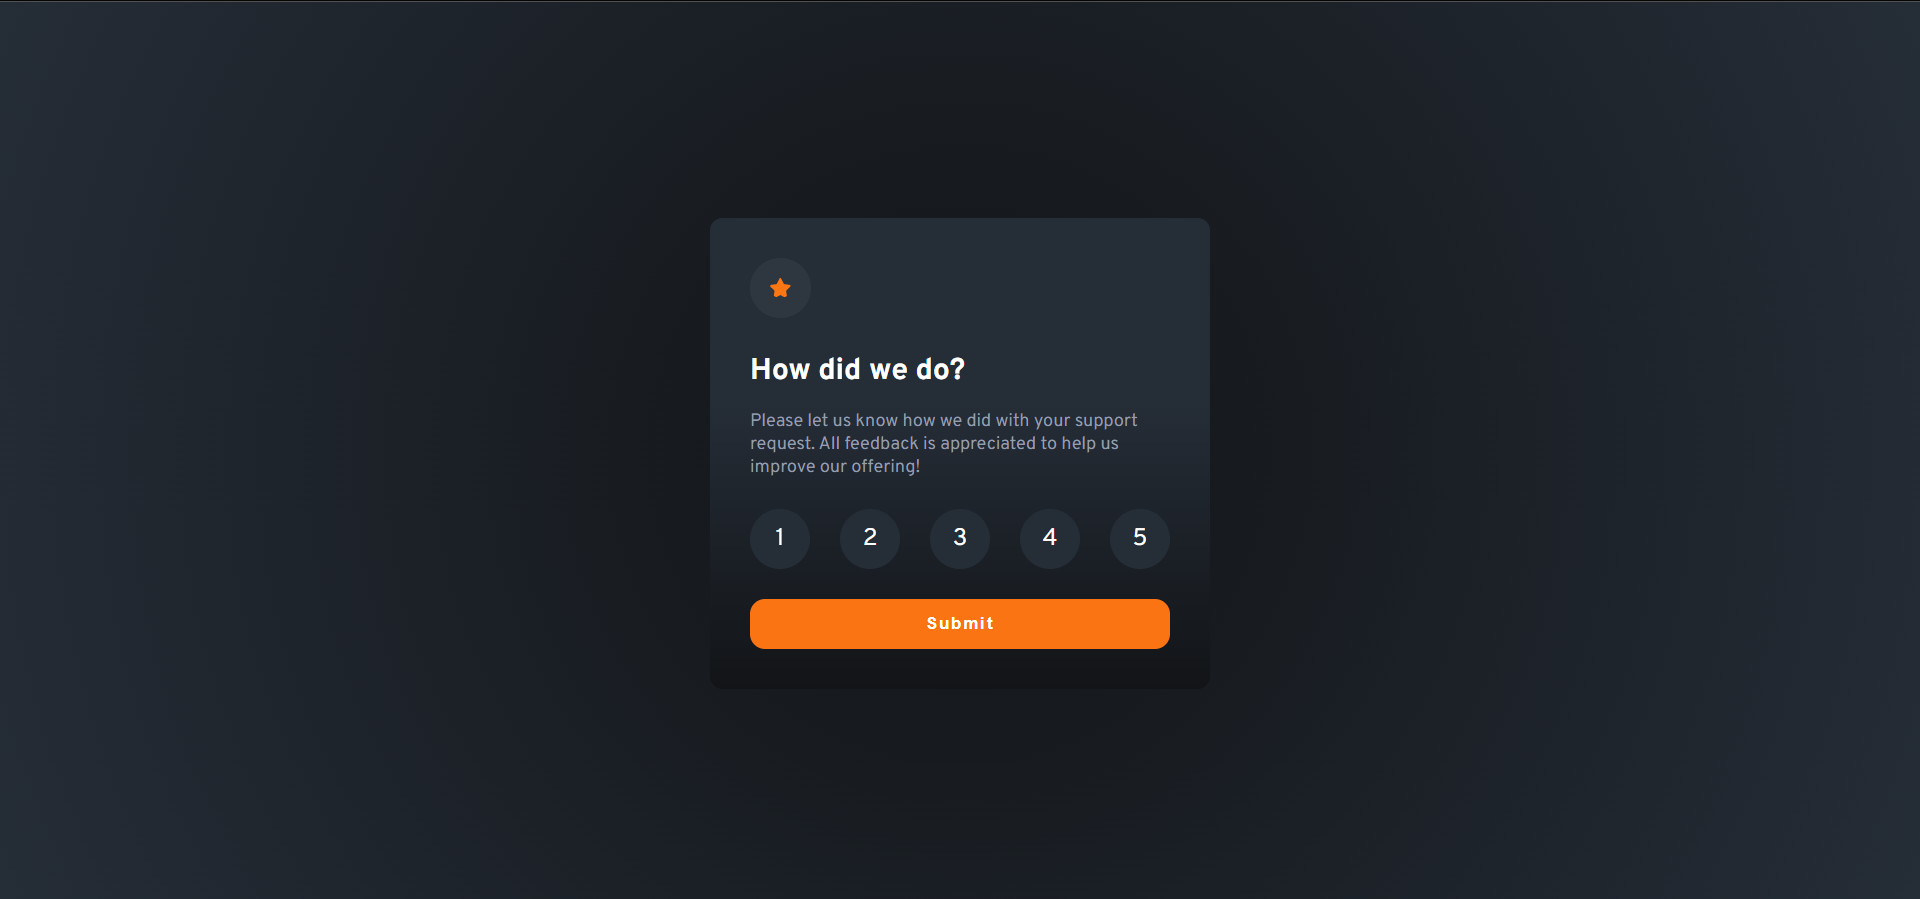 How did we do?
Please let us know how we did with your support
request. All feedback is appreciated to help us
improve our offering!
1 2 3 4 5
Submit